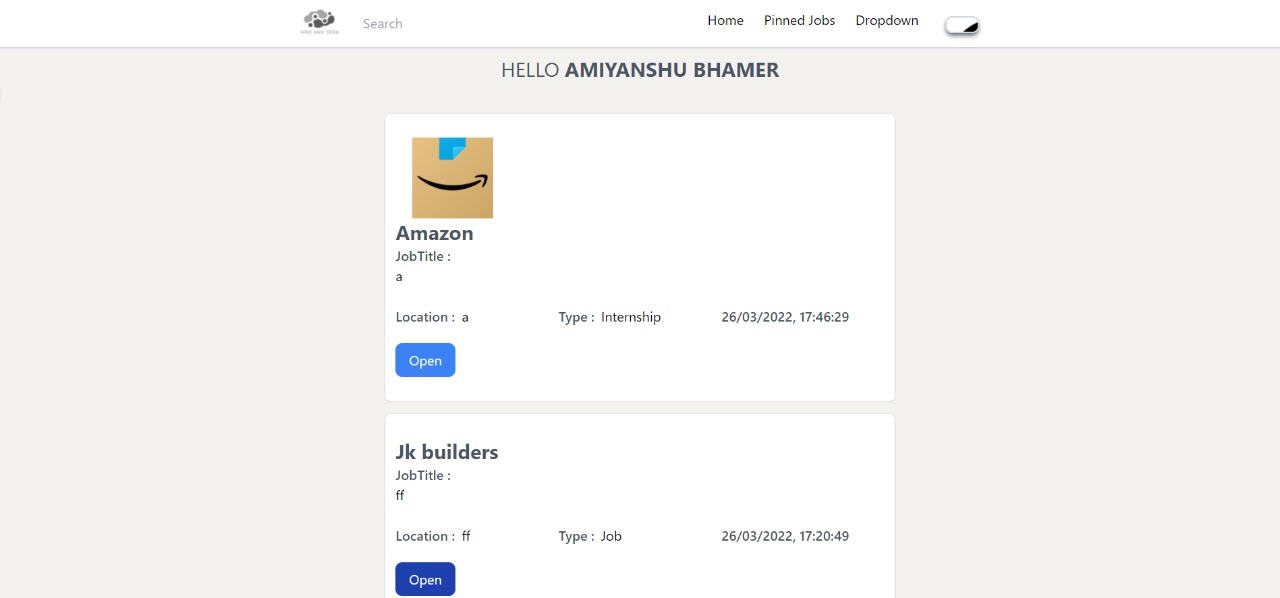 HIRE AND SEEK
Search
Home Pinned Jobs Dropdown
HELLO AMIYANSHU BHAMER
Amazon
JobTitle :
a
Location : a Type : Internship 26/03/2022, 17:46:29
Open
Jk builders
JobTitle :
ff
Location : ff Type : Job 26/03/2022, 17:20:49
Open